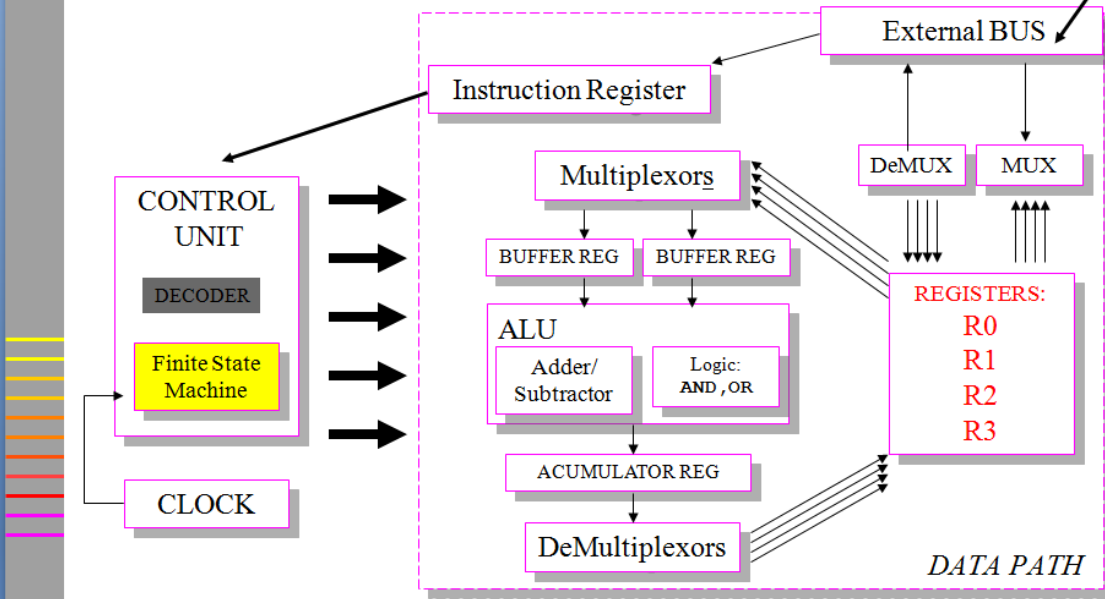 External BUS
Instruction Register
DeMUX
MUX
Multiplexors
CONTROL
UNIT
BUFFER REG
BUFFER REG
DECODER
REGISTERS:
R0
R1
R2
R3
ALU
Adder/
Subtractor
Logic:
AND,OR
Finite State
Machine
ACUMULATOR REG
CLOCK
DeMultiplexors
DATA PATH